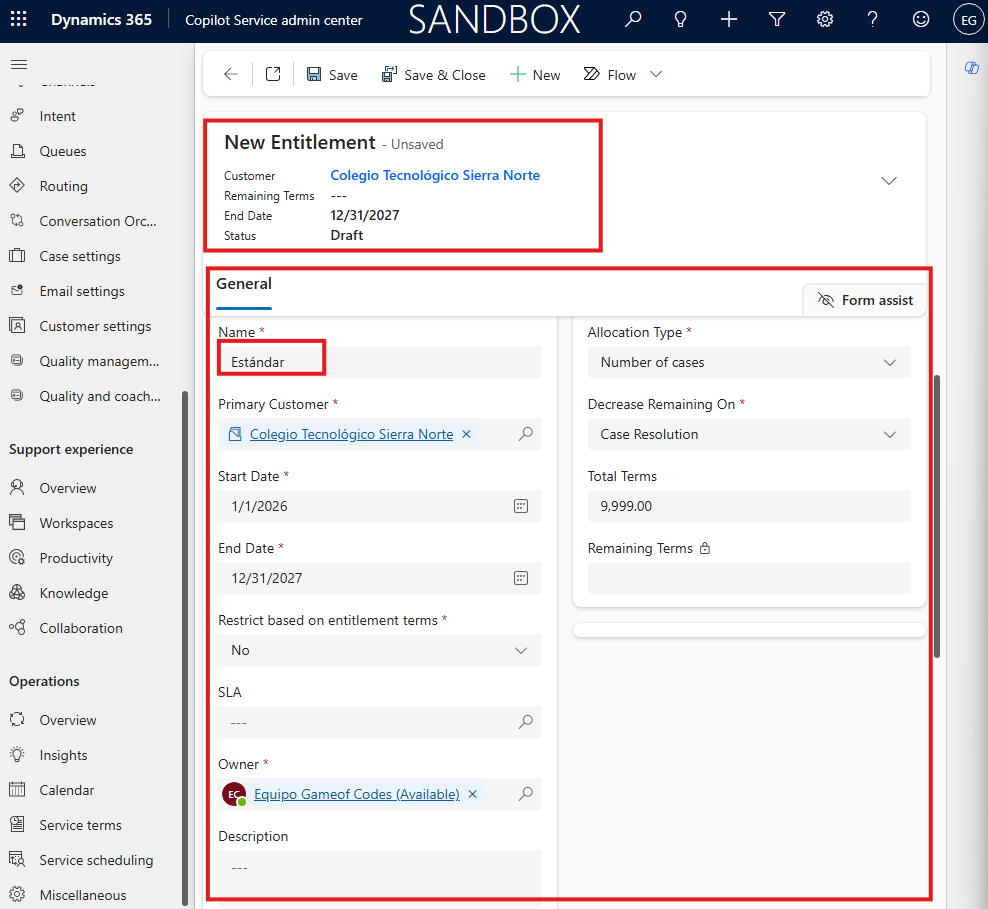 Dynamics 365
Copilot Service admin center
SANDBOX
EG
Save
Save & Close
New
Flow
Intent
Queues
Routing
Conversation Orc...
Case settings
Email settings
Customer settings
Quality managem...
Quality and coach...
Support experience
Overview
Workspaces
Productivity
Knowledge
Collaboration
Operations
Overview
Insights
Calendar
Service terms
Service scheduling
Miscellaneous
New Entitlement - Unsaved
Customer Colegio Tecnológico Sierra Norte
Remaining Terms ---
End Date 12/31/2027
Status Draft
General
Form assist
Name *
Estándar
Primary Customer *
Colegio Tecnológico Sierra Norte
Start Date *
1/1/2026
End Date *
12/31/2027
Restrict based on entitlement terms *
No
SLA
---
Owner *
EC Equipo Gameof Codes (Available)
Description
---
Allocation Type *
Number of cases
Decrease Remaining On *
Case Resolution
Total Terms
9,999.00
Remaining Terms